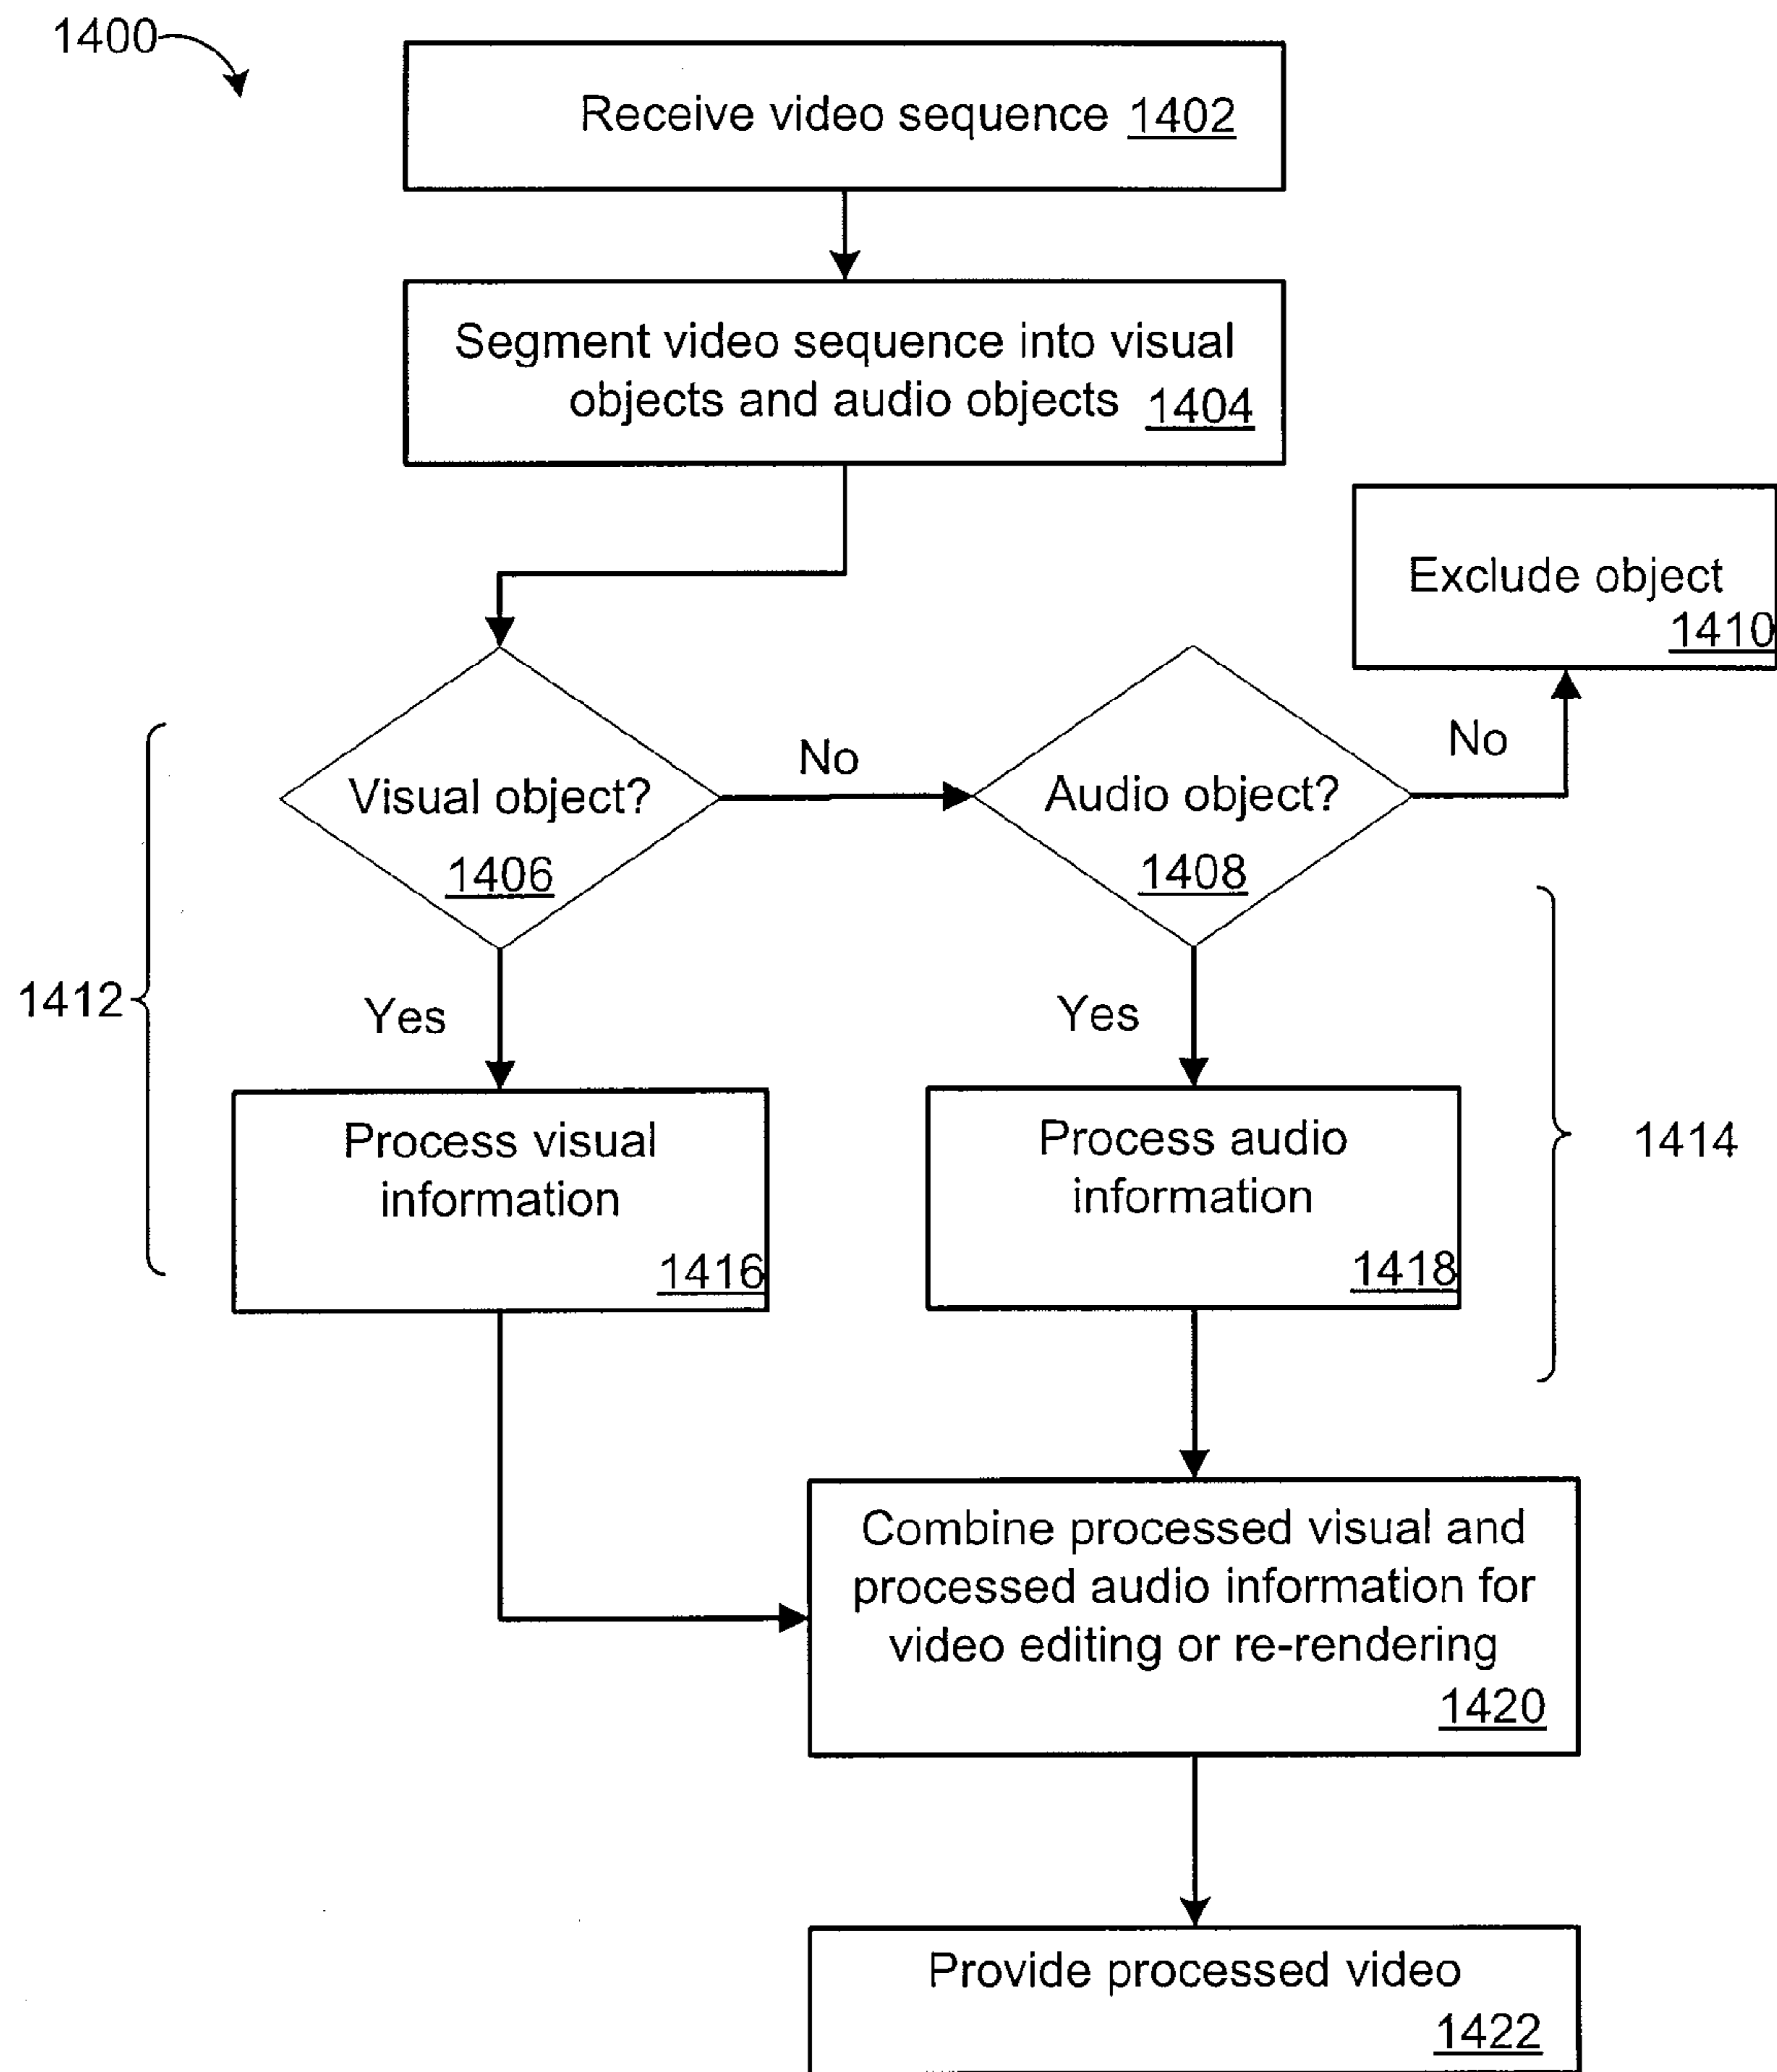 1400
Receive video sequence 1402
Segment video sequence into visual
objects and audio objects 1404
Exclude object
1410
No
No
Visual object?
1406
Audio object?
1408
1412
Yes
Yes
1414
Process visual
information
1416
Process audio
information
1418
Combine processed visual and
processed audio information for
video editing or re-rendering
1420
Provide processed video
1422